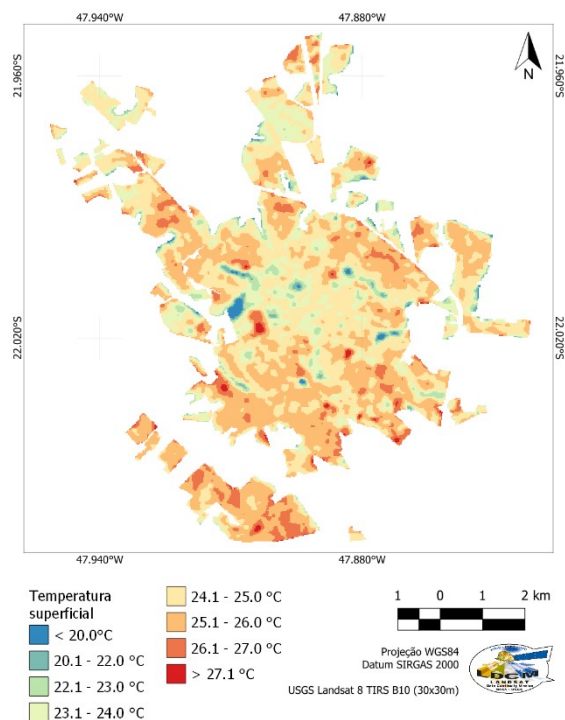 47.940°W
47.880°W
21.960°S
21.960°S
N
22.020°S
22.020°S
47.940°W
47.880°W
Temperatura
superficial
< 20.0°C
20.1 - 22.0 °C
22.1 - 23.0 °C
23.1 - 24.0 °C
24.1 - 25.0 °C
25.1 - 26.0 °C
26.1 - 27.0 °C
> 27.1 °C
1 0 1 2 km
Projeção WGS84
Datum SIRGAS 2000
USGS Landsat 8 TIRS B10 (30x30m)
LDCM
LANDSAT